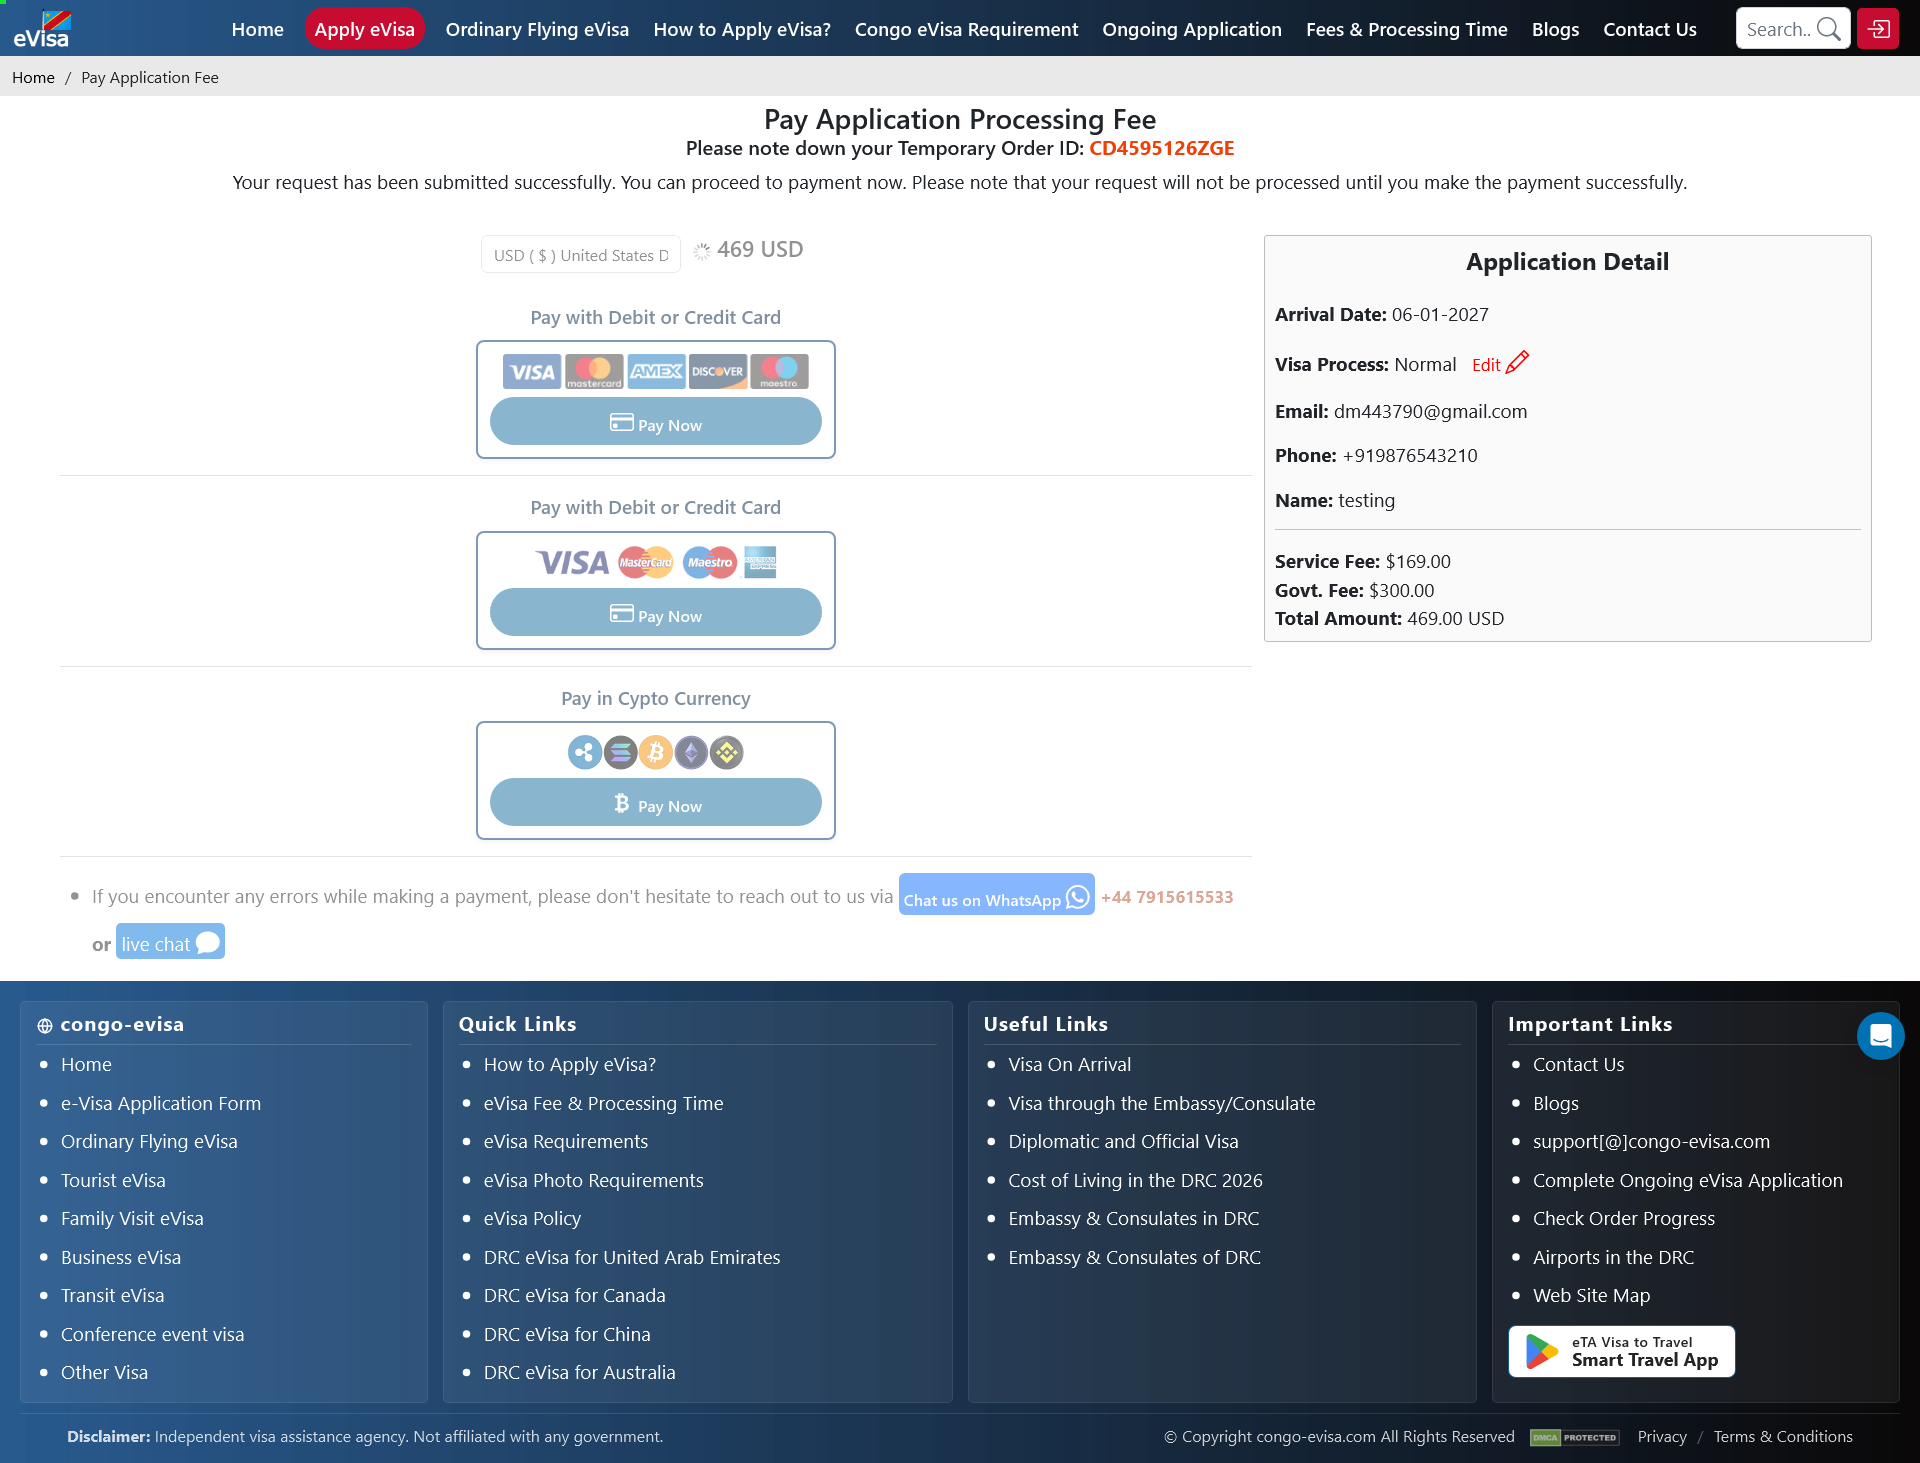 eVisa
Home
Apply eVisa
Ordinary Flying eVisa
How to Apply eVisa?
Congo eVisa Requirement
Ongoing Application
Fees & Processing Time
Blogs
Contact Us
Search..
Home / Pay Application Fee
Pay Application Processing Fee
Please note down your Temporary Order ID: CD4595126ZGE
Your request has been submitted successfully. You can proceed to payment now. Please note that your request will not be processed until you make the payment successfully.
USD ( $ ) United States D
469 USD
Pay with Debit or Credit Card
VISA mastercard AMEX DISCOVER maestro
Pay Now
Pay with Debit or Credit Card
VISA MasterCard Maestro AMERICAN EXPRESS
Pay Now
Pay in Cypto Currency
Pay Now
If you encounter any errors while making a payment, please don't hesitate to reach out to us via Chat us on WhatsApp +44 7915615533
or live chat
Application Detail
Arrival Date: 06-01-2027
Visa Process: Normal Edit
Email: dm443790@gmail.com
Phone: +919876543210
Name: testing
Service Fee: $169.00
Govt. Fee: $300.00
Total Amount: 469.00 USD
congo-evisa
Home
e-Visa Application Form
Ordinary Flying eVisa
Tourist eVisa
Family Visit eVisa
Business eVisa
Transit eVisa
Conference event visa
Other Visa
Quick Links
How to Apply eVisa?
eVisa Fee & Processing Time
eVisa Requirements
eVisa Photo Requirements
eVisa Policy
DRC eVisa for United Arab Emirates
DRC eVisa for Canada
DRC eVisa for China
DRC eVisa for Australia
Useful Links
Visa On Arrival
Visa through the Embassy/Consulate
Diplomatic and Official Visa
Cost of Living in the DRC 2026
Embassy & Consulates in DRC
Embassy & Consulates of DRC
Important Links
Contact Us
Blogs
support[@]congo-evisa.com
Complete Ongoing eVisa Application
Check Order Progress
Airports in the DRC
Web Site Map
eTA Visa to Travel
Smart Travel App
Disclaimer: Independent visa assistance agency. Not affiliated with any government.
© Copyright congo-evisa.com All Rights Reserved
DMCA PROTECTED
Privacy / Terms & Conditions